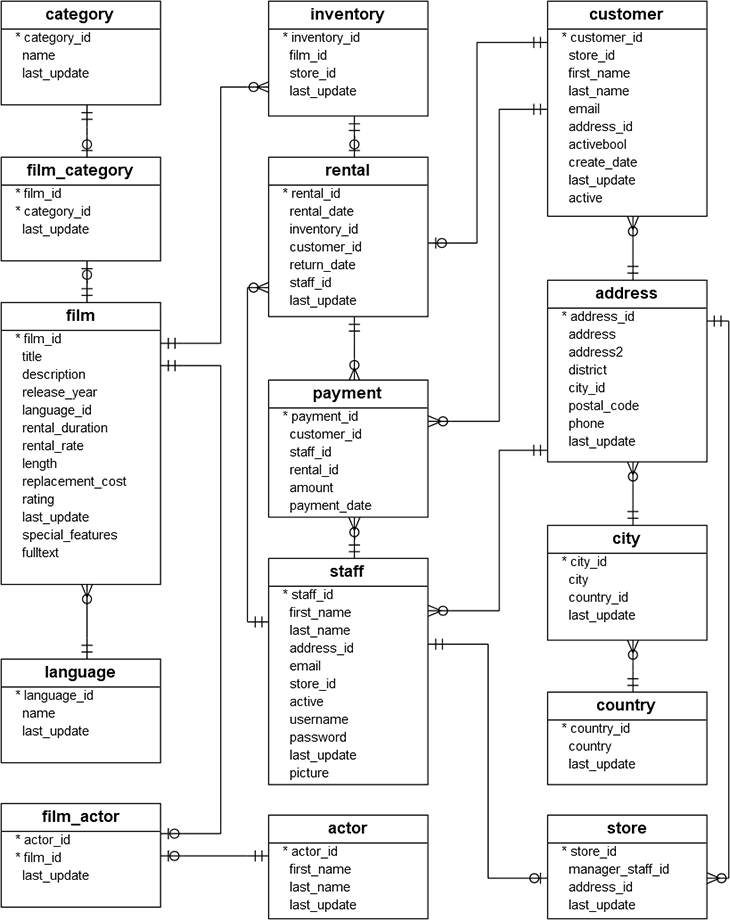 category
* category_id
name
last_update
film_category
* film_id
* category_id
last_update
film
* film_id
title
description
release_year
language_id
rental_duration
rental_rate
length
replacement_cost
rating
last_update
special_features
fulltext
language
* language_id
name
last_update
film_actor
* actor_id
* film_id
last_update
inventory
* inventory_id
film_id
store_id
last_update
rental
* rental_id
rental_date
inventory_id
customer_id
return_date
staff_id
last_update
payment
* payment_id
customer_id
staff_id
rental_id
amount
payment_date
staff
* staff_id
first_name
last_name
address_id
email
store_id
active
username
password
last_update
picture
actor
* actor_id
first_name
last_name
last_update
customer
* customer_id
store_id
first_name
last_name
email
address_id
activebool
create_date
last_update
active
address
* address_id
address
address2
district
city_id
postal_code
phone
last_update
city
* city_id
city
country_id
last_update
country
* country_id
country
last_update
store
* store_id
manager_staff_id
address_id
last_update